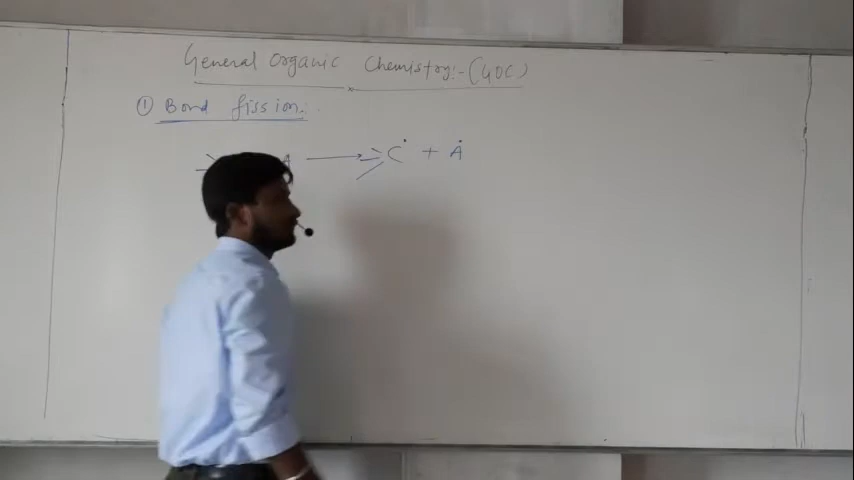 General Organic Chemistry:- (GOC)
① Bond fission:-
A ⟶ C• + Ȧ